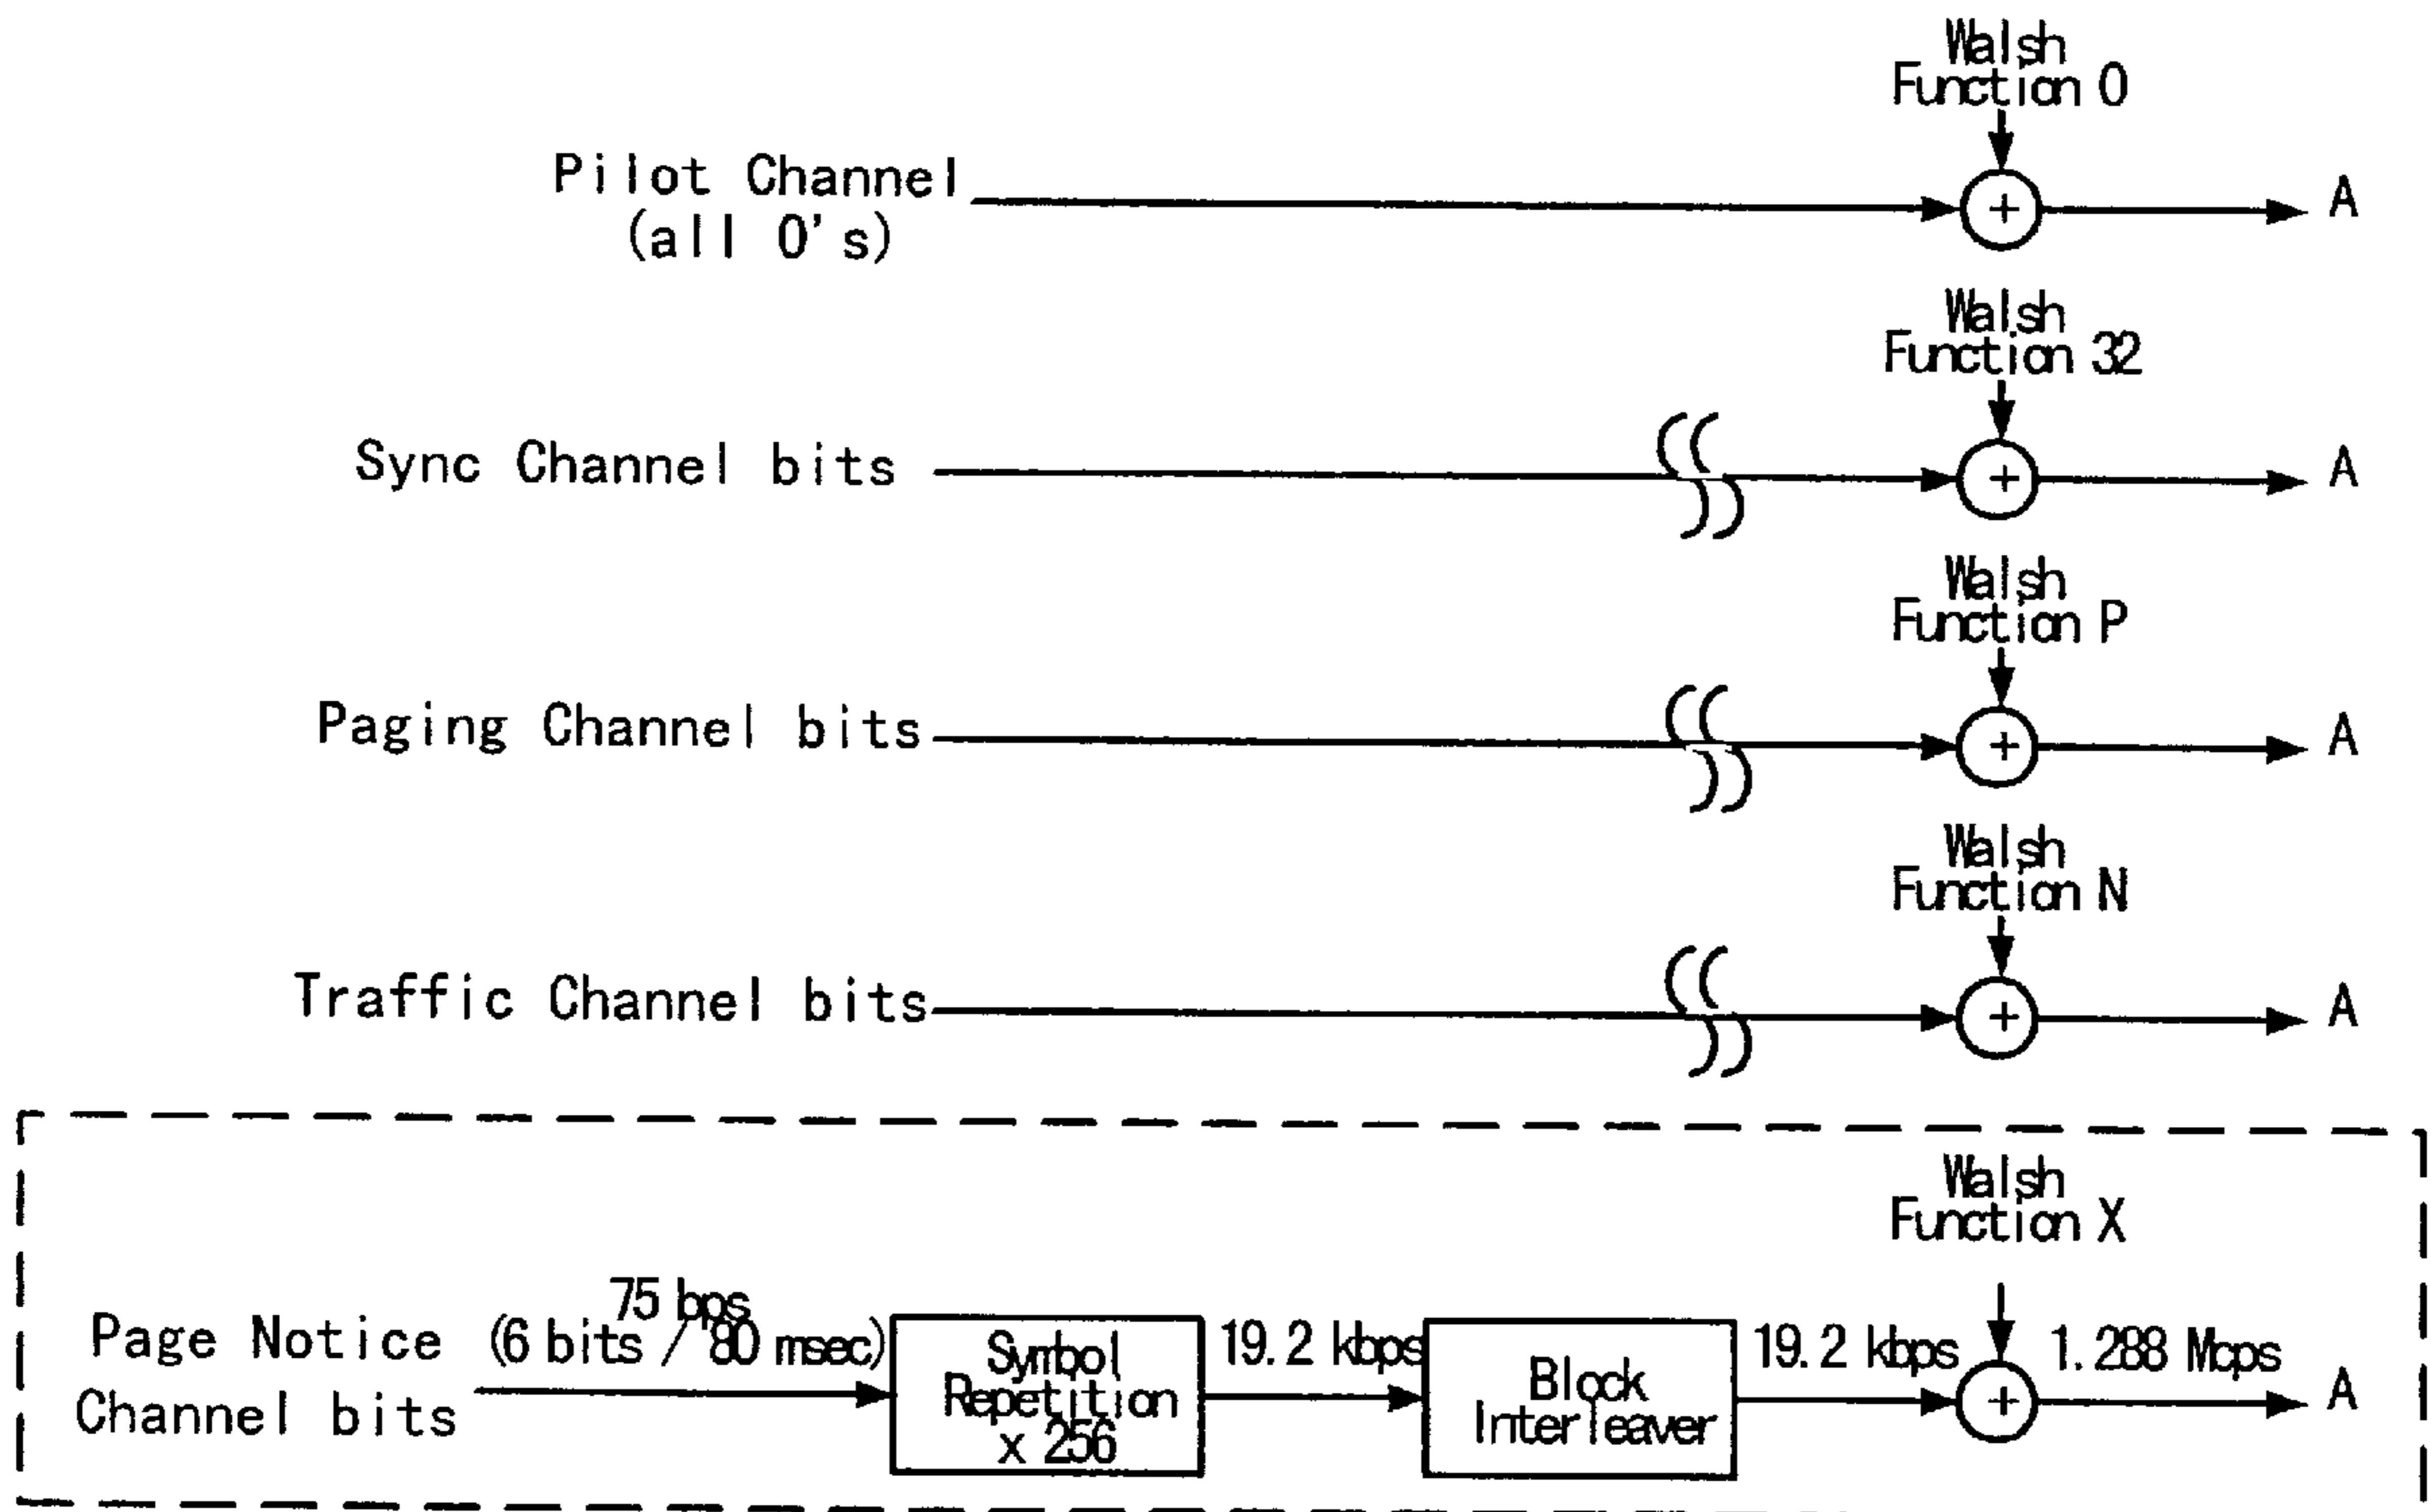 Walsh
Function 0
Pilot Channel
(all 0's)
+
A
Walsh
Function 32
Sync Channel bits
+
A
Walsh
Function P
Paging Channel bits
+
A
Walsh
Function N
Traffic Channel bits
+
A
Walsh
Function X
Page Notice
Channel bits
75 bps
(6 bits / 80 msec)
Symbol
Repetition
x 256
19.2 kbps
Block
Interleaver
19.2 kbps
+
1.288 Mcps
A